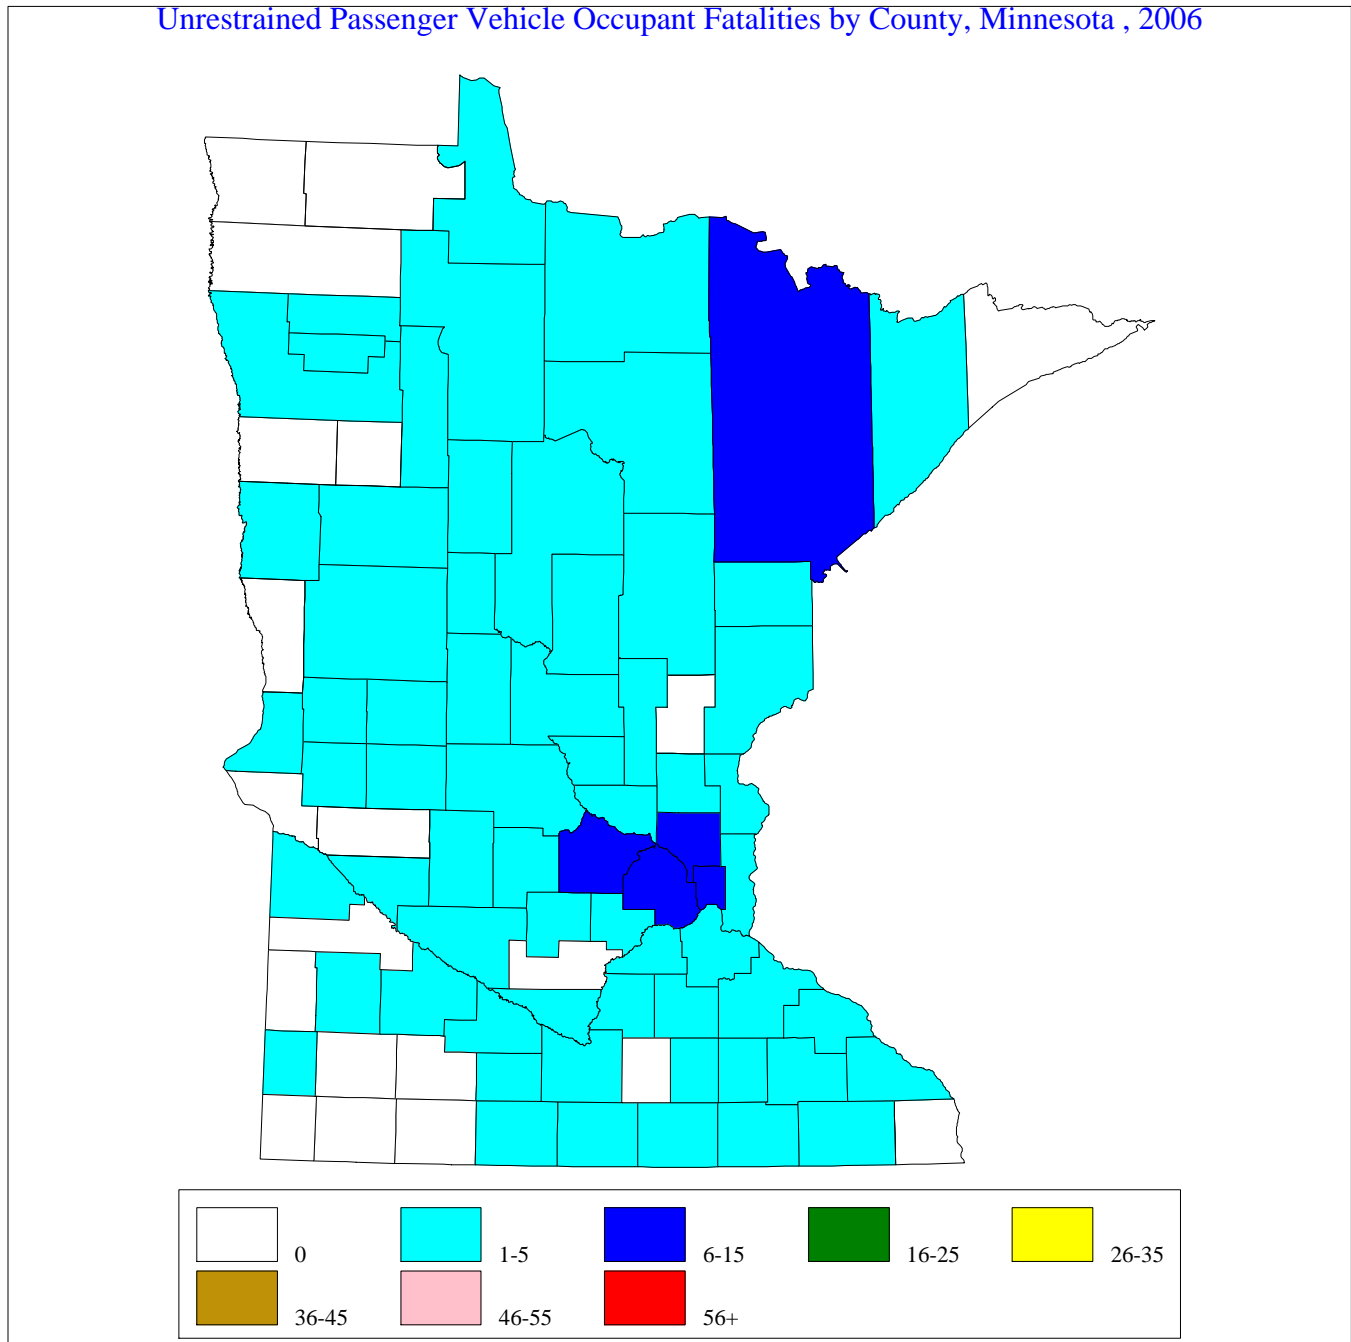 Unrestrained Passenger Vehicle Occupant Fatalities by County, Minnesota , 2006
0 1-5 6-15 16-25 26-35
36-45 46-55 56+